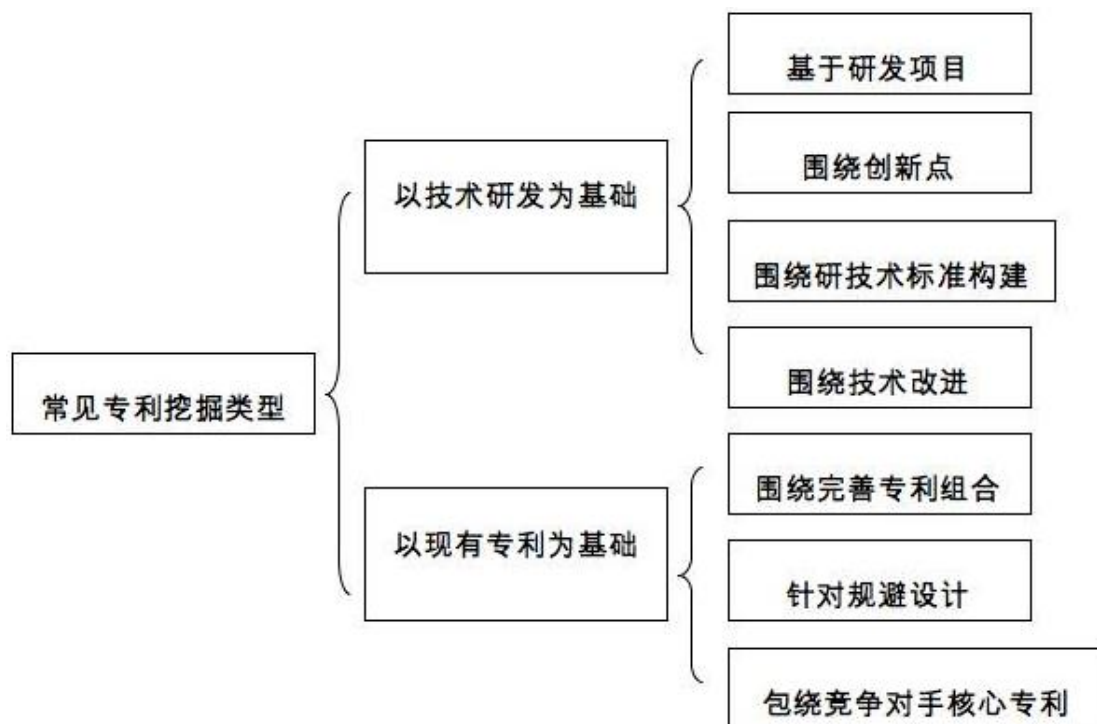 常见专利挖掘类型
以技术研发为基础
基于研发项目
围绕创新点
围绕研技术标准构建
围绕技术改进
以现有专利为基础
围绕完善专利组合
针对规避设计
包绕竞争对手核心专利